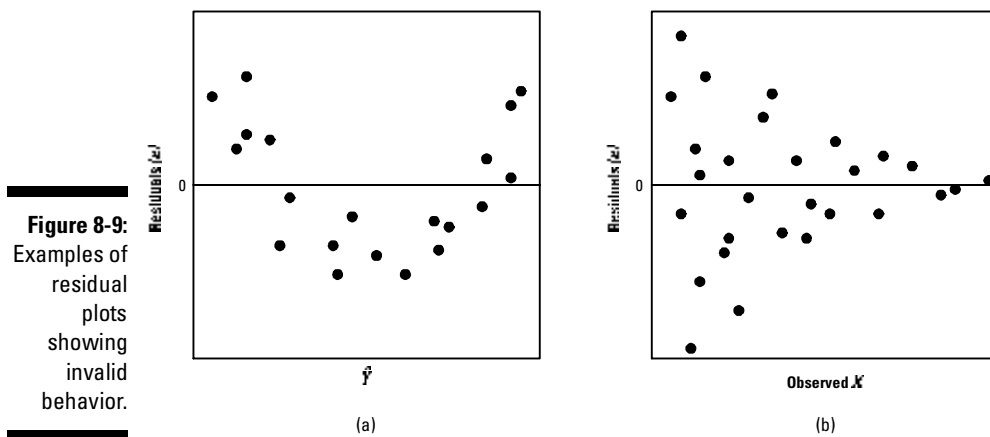 Figure 8-9:
Examples of
residual
plots
showing
invalid
behavior.
Residuals
0
Ŷ
(a)
Residuals
0
Observed X
(b)